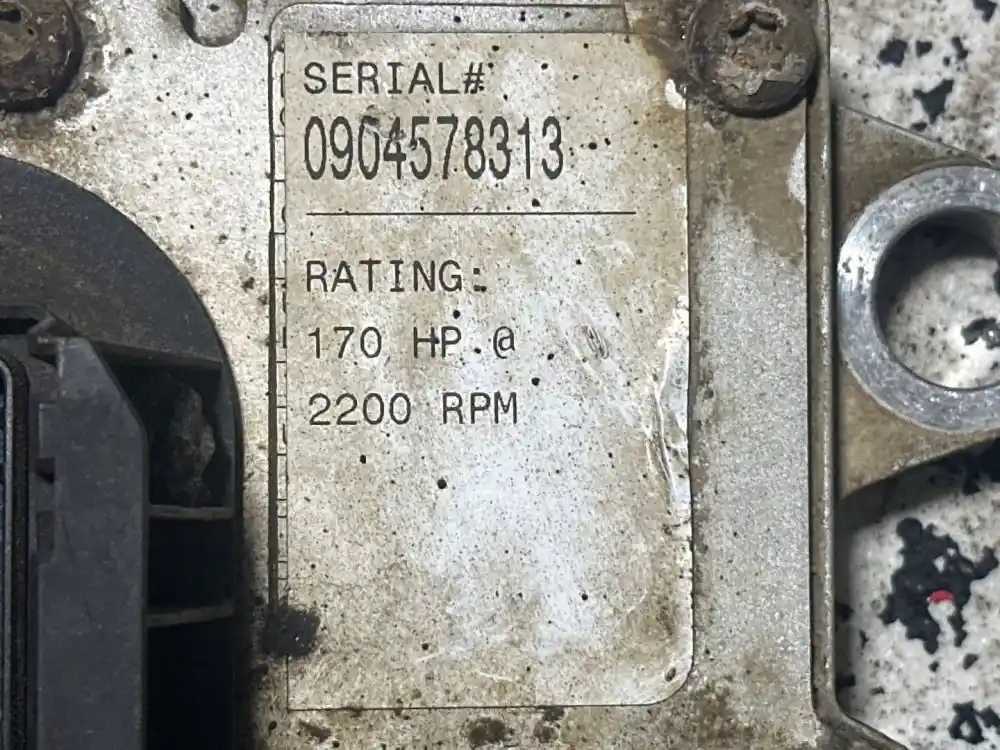 SERIAL#
0904578313
RATING:
170 HP @
2200 RPM